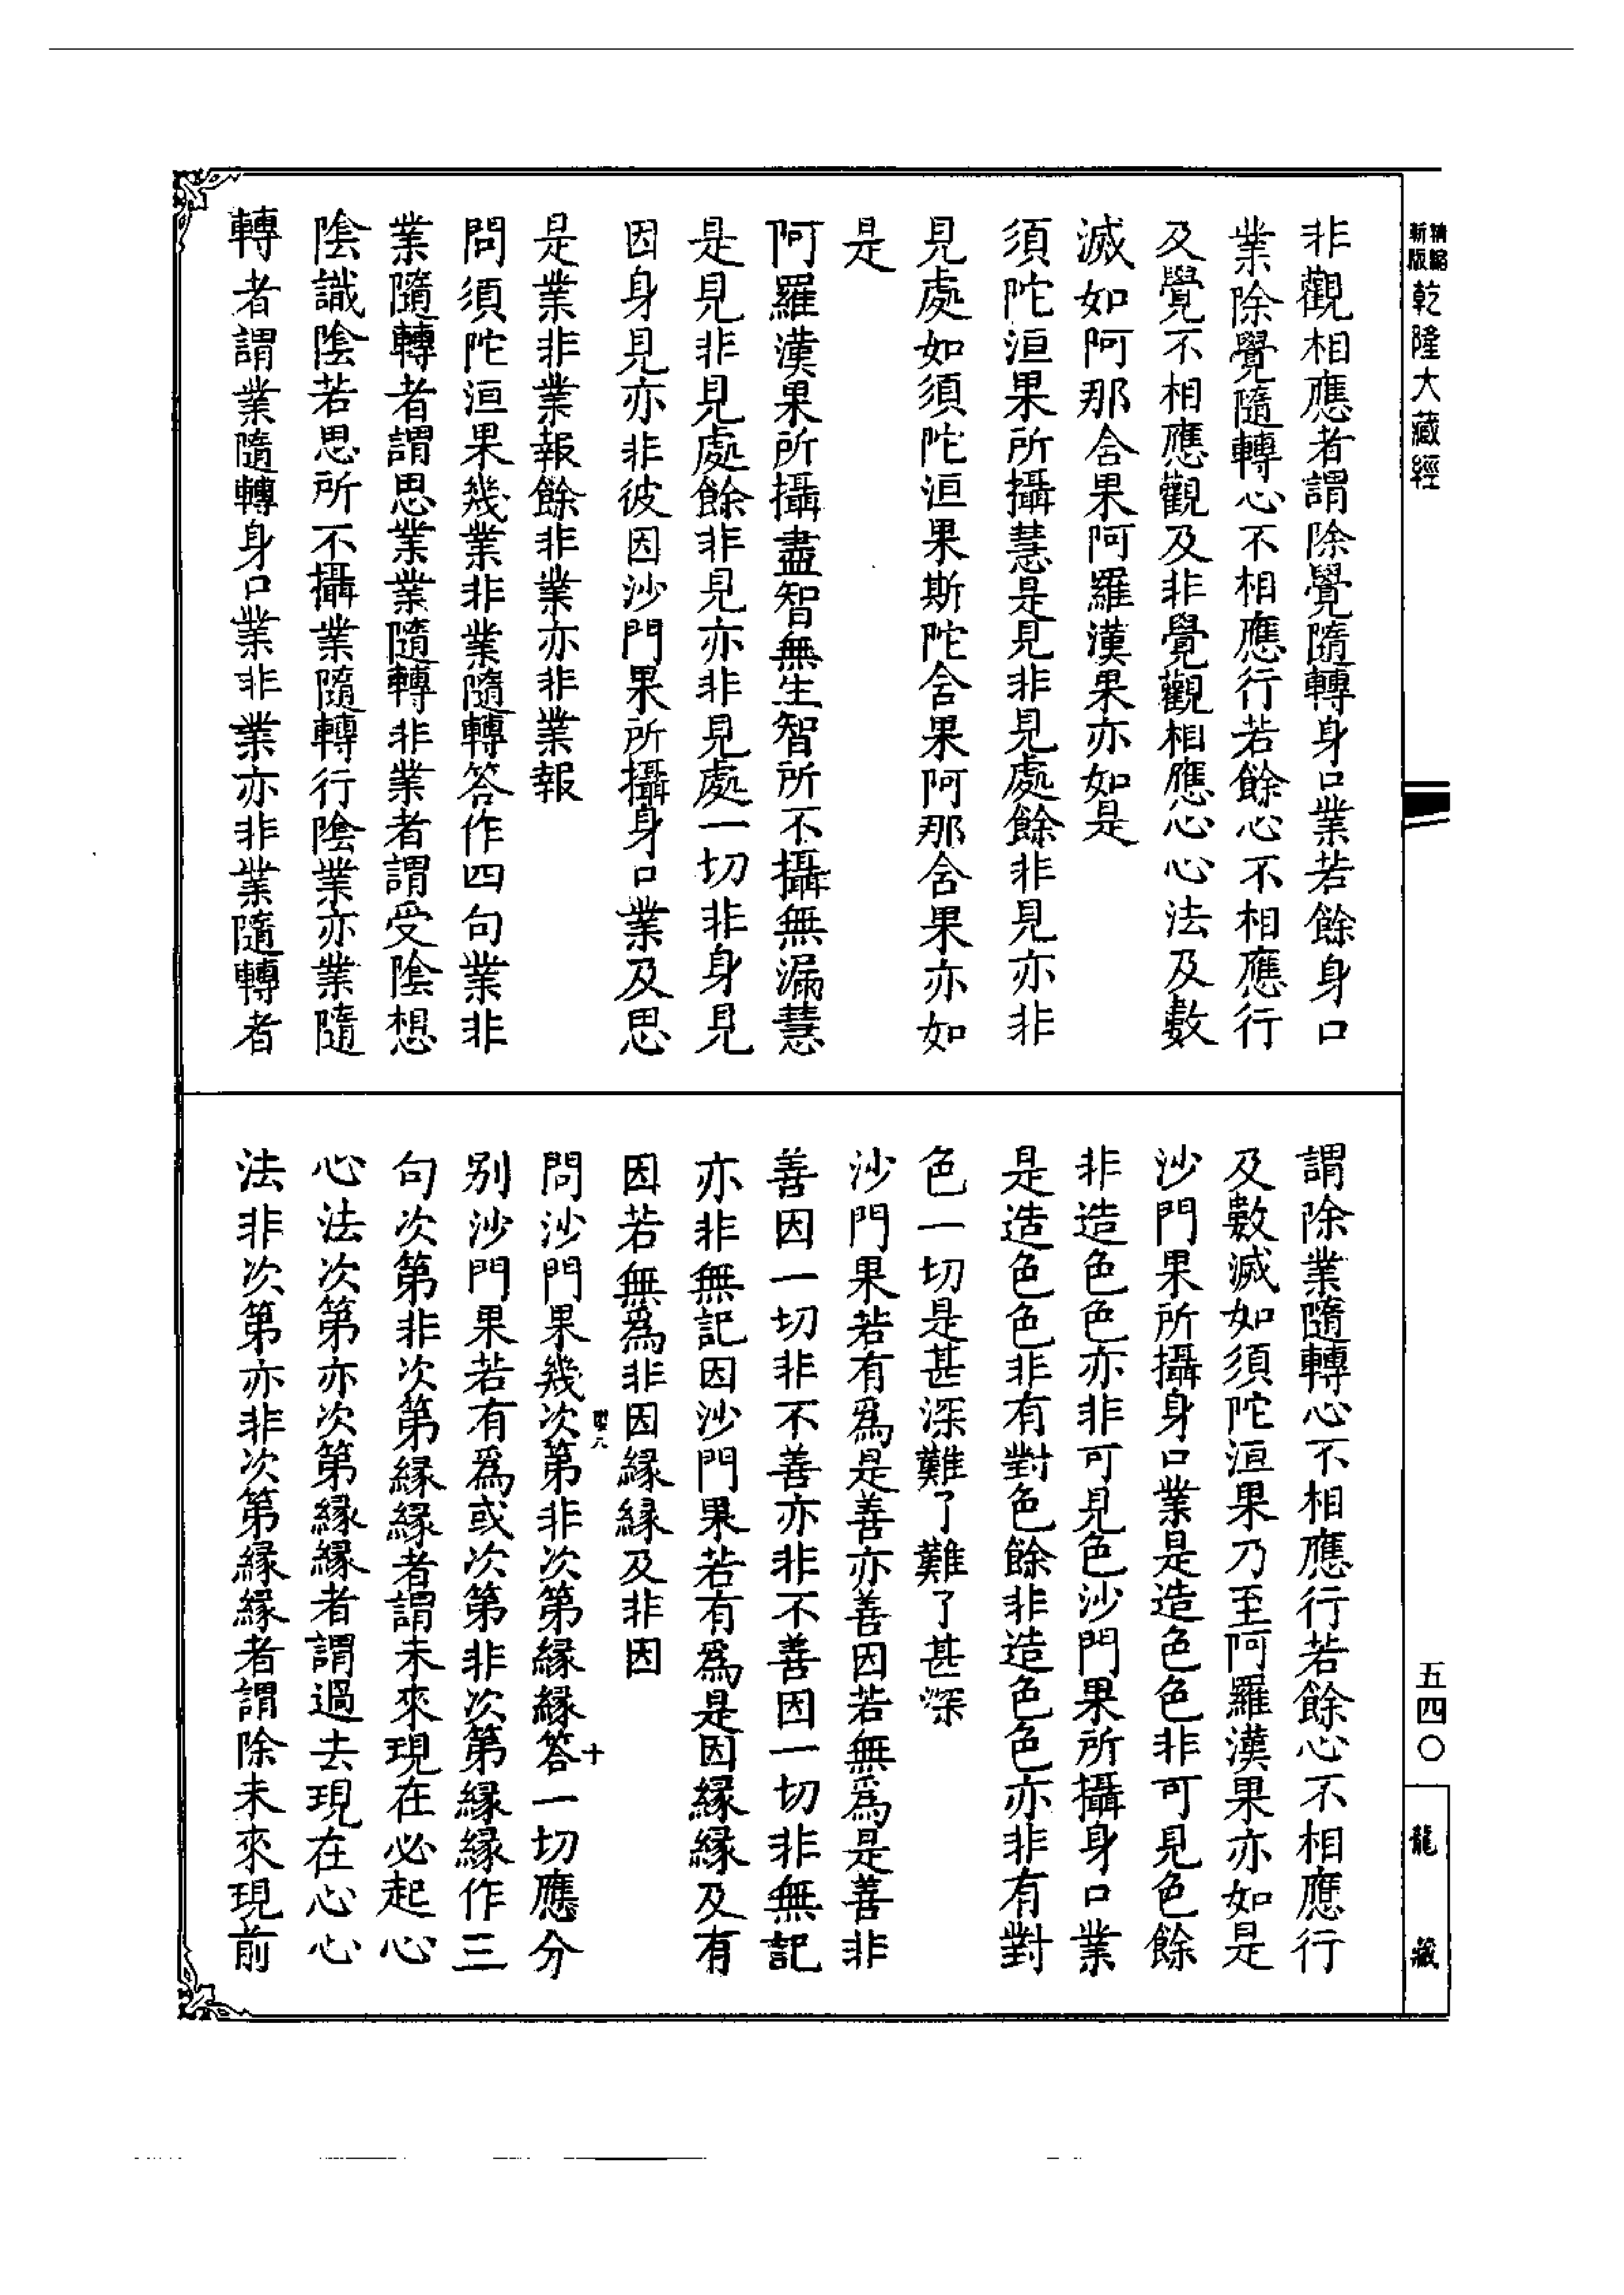 精縮新版乾隆大藏經
非觀相應者謂除覺隨轉身口業若餘身口
業除覺隨轉心不相應行若餘心不相應行
及覺不相應觀及非覺觀相應心心法及數
滅如阿那含果阿羅漢果亦如是
須陀洹果所攝慧是見非見處餘非見亦非
見處如須陀洹果斯陀含果阿那含果亦如
是
阿羅漢果所攝盡智無生智所不攝無漏慧
是見非見處餘非見亦非見處一切非身見
因身見亦非彼因沙門果所攝身口業及思
是業非業報餘非業亦非業報
問須陀洹果幾業非業隨轉答作四句業非
業隨轉者謂思業業隨轉非業者謂受陰想
陰識陰若思所不攝業隨轉行陰業亦業隨
轉者謂業隨轉身口業非業亦非業隨轉者
謂除業隨轉心不相應行若餘心不相應行
及數滅如須陀洹果乃至阿羅漢果亦如是
沙門果所攝身口業是造色色非可見色餘
非造色色亦非可見色沙門果所攝身口業
是造色色非有對色餘非造色色亦非有對
色一切是甚深難了難了甚深
沙門果若有為是善亦善因若無為是善非
善因一切非不善亦非不善因一切非無記
亦非無記因沙門果若有為是因緣緣及有
因若無為非因緣緣及非因
問沙門果幾次第非次第緣緣答一切應分
別沙門果若有為或次第非次第緣緣作三
句次第非次第緣緣者謂未來現在必起心
心法次第亦次第緣緣者謂過去現在心心
法非次第亦非次第緣緣者謂除未來現前
十
五四〇
龍藏